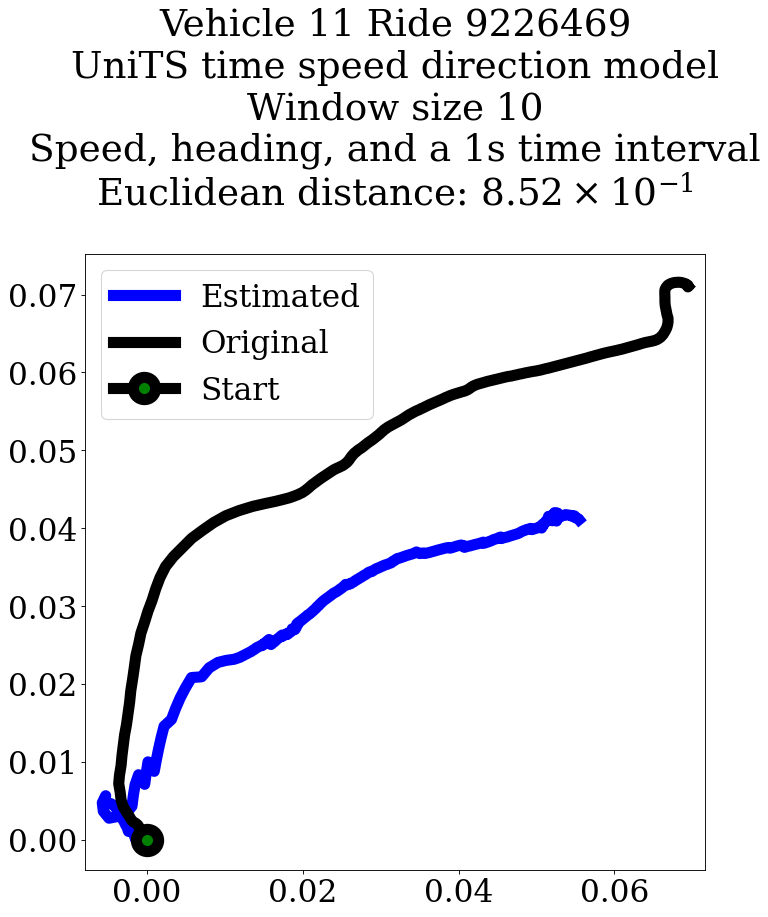 Vehicle 11 Ride 9226469
UniTS time speed direction model
Window size 10
Speed, heading, and a 1s time interval
Euclidean distance: 8.52 × 10⁻¹
Estimated
Original
Start
0.07
0.06
0.05
0.04
0.03
0.02
0.01
0.00
0.00 0.02 0.04 0.06